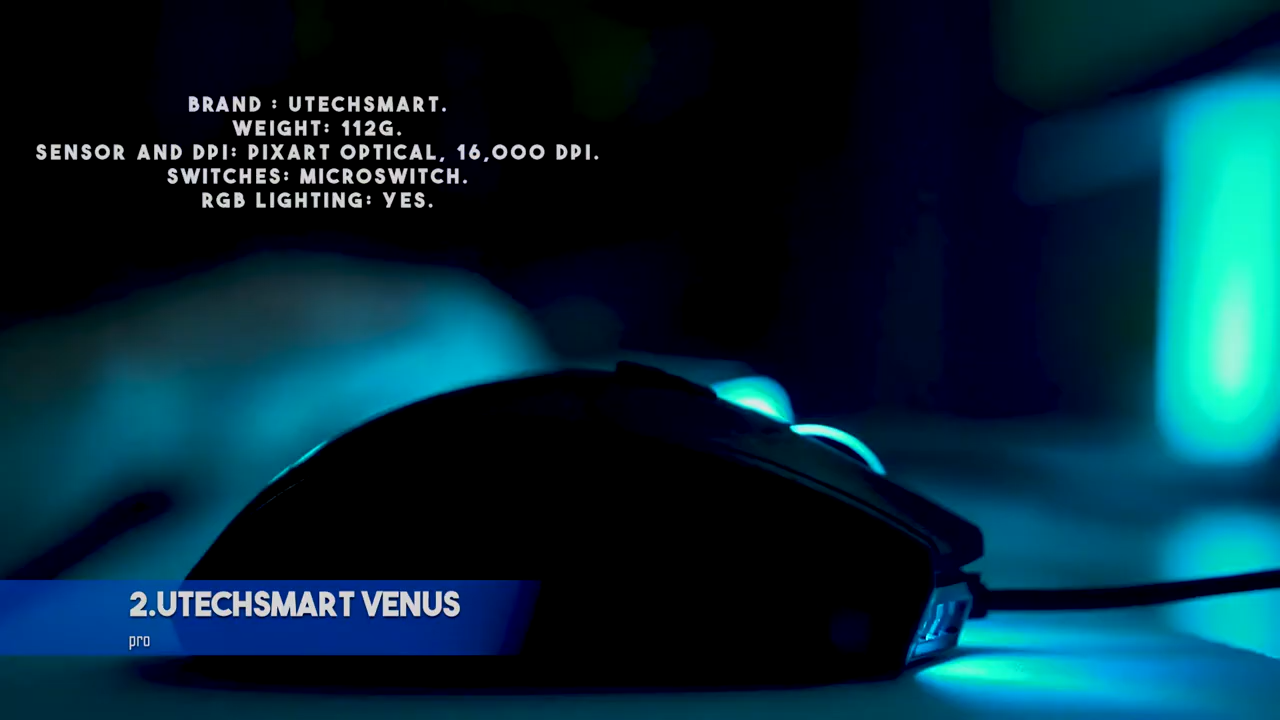 BRAND : UTECHSMART.
WEIGHT: 112G.
SENSOR AND DPI: PIXART OPTICAL, 16,000 DPI.
SWITCHES: MICROSWITCH.
RGB LIGHTING: YES.
2.UTECHSMART VENUS
pro